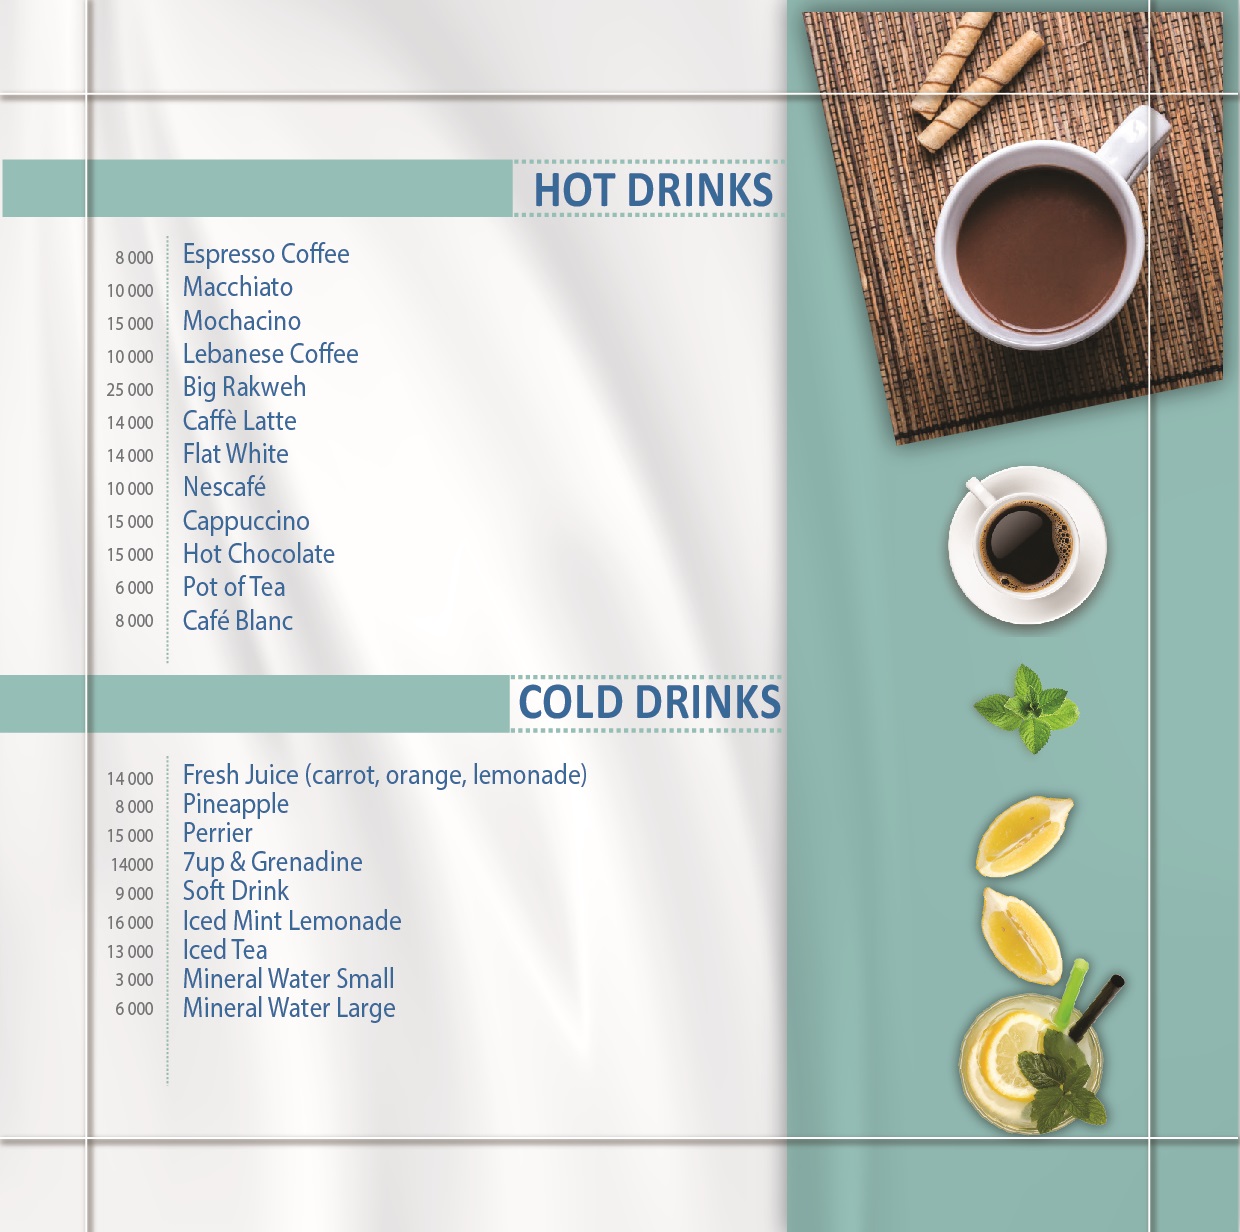 HOT DRINKS
8 000 Espresso Coffee
10 000 Macchiato
15 000 Mochacino
10 000 Lebanese Coffee
25 000 Big Rakweh
14 000 Caffè Latte
14 000 Flat White
10 000 Nescafé
15 000 Cappuccino
15 000 Hot Chocolate
6 000 Pot of Tea
8 000 Café Blanc
COLD DRINKS
14 000 Fresh Juice (carrot, orange, lemonade)
8 000 Pineapple
15 000 Perrier
14000 7up & Grenadine
9 000 Soft Drink
16 000 Iced Mint Lemonade
13 000 Iced Tea
3 000 Mineral Water Small
6 000 Mineral Water Large